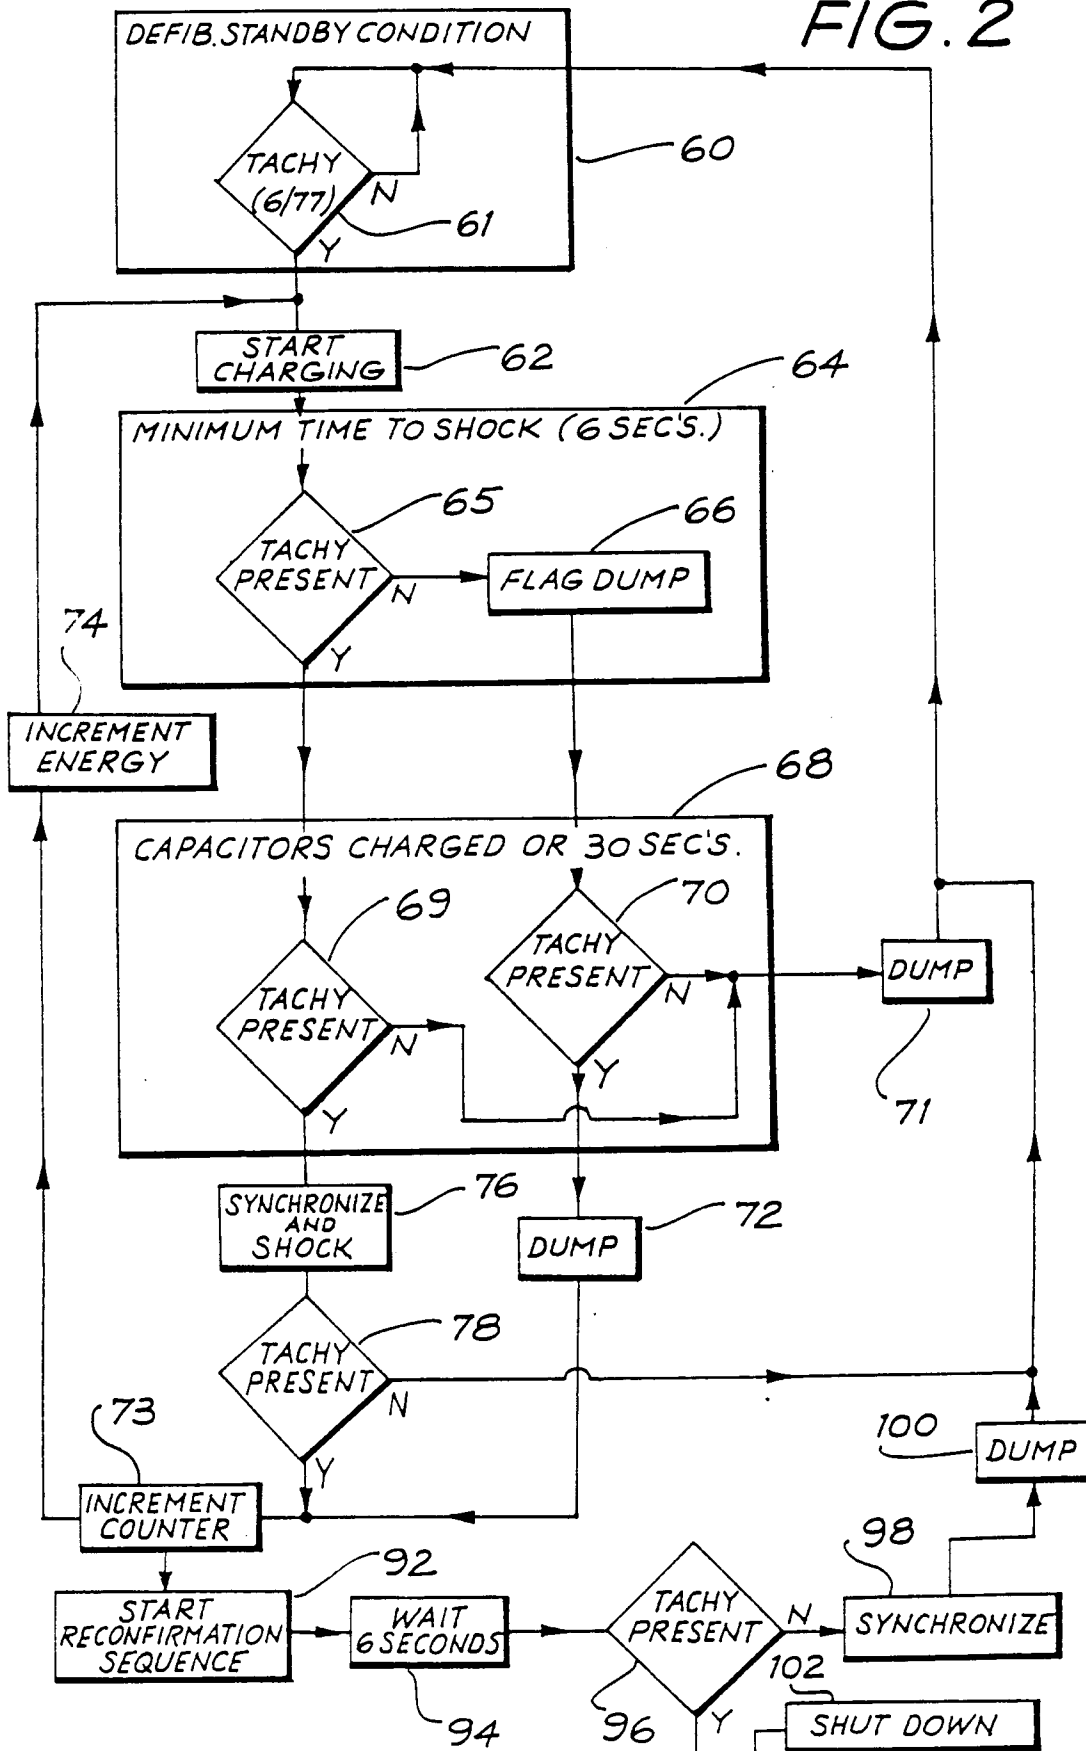 FIG. 2
DEFIB. STANDBY CONDITION
TACHY
(6/77)
N
Y
61
60
START
CHARGING
62
64
MINIMUM TIME TO SHOCK (6 SEC'S.)
65
TACHY
PRESENT
N
Y
66
FLAG DUMP
74
INCREMENT
ENERGY
68
CAPACITORS CHARGED OR 30 SEC'S.
69
TACHY
PRESENT
N
Y
70
TACHY
PRESENT
N
Y
DUMP
71
SYNCHRONIZE
AND
SHOCK
76
DUMP
72
78
TACHY
PRESENT
N
Y
73
INCREMENT
COUNTER
100
DUMP
92
START
RECONFIRMATION
SEQUENCE
WAIT
6 SECONDS
94
TACHY
PRESENT
N
Y
96
98
SYNCHRONIZE
102
SHUT DOWN